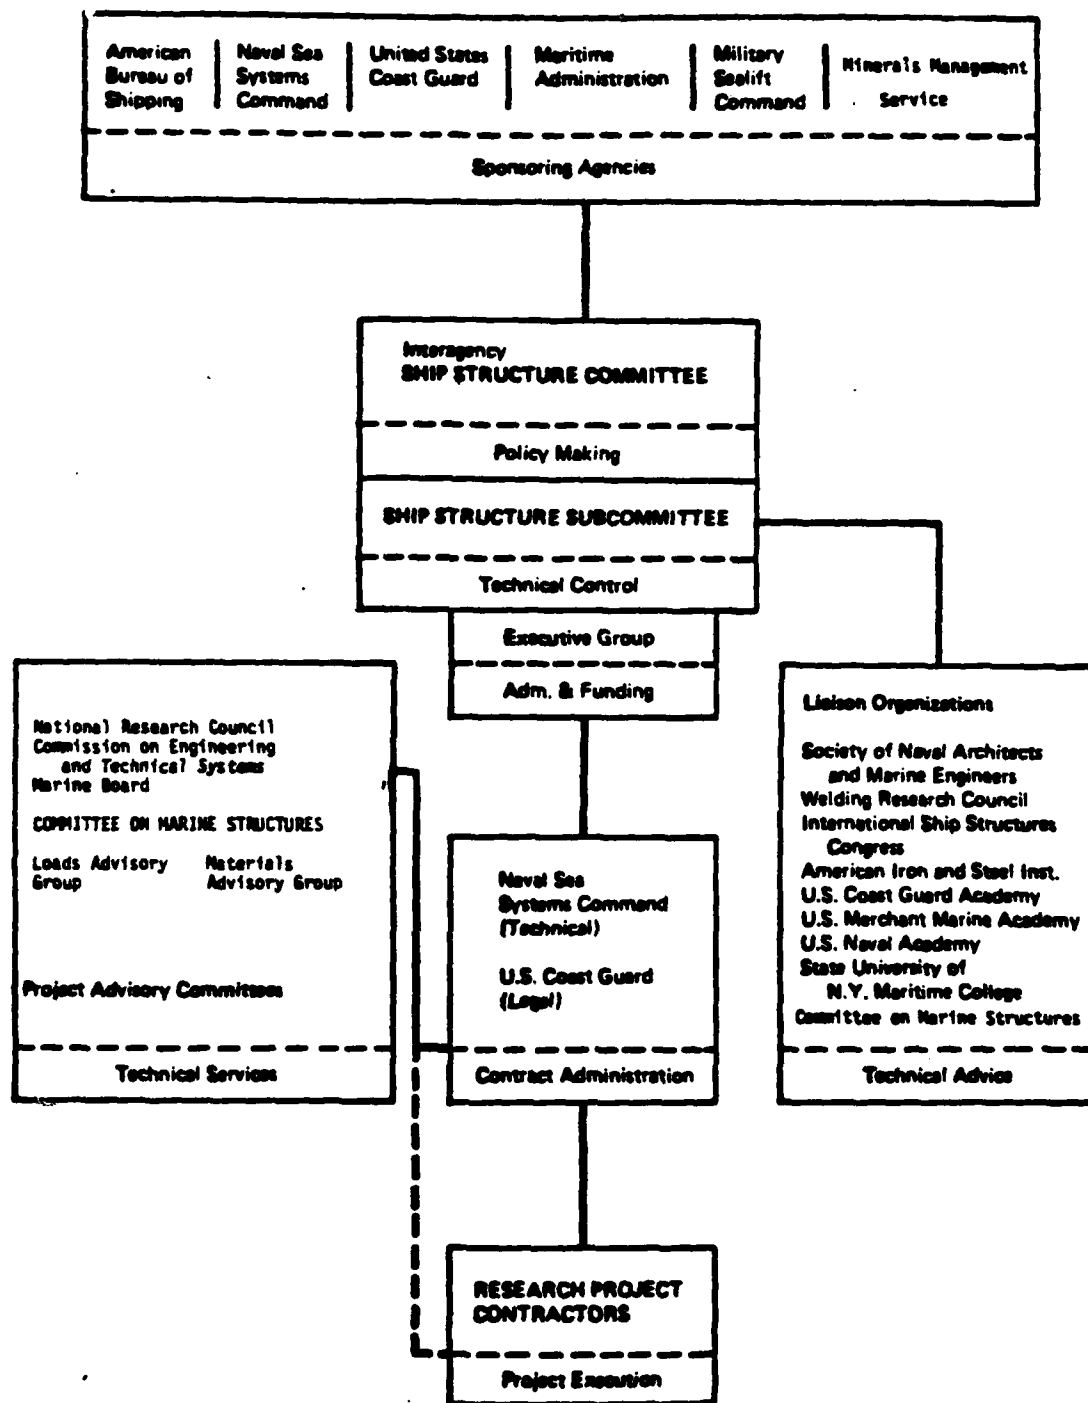 American Bureau of Shipping
Naval Sea Systems Command
United States Coast Guard
Maritime Administration
Military Sealift Command
Minerals Management Service
Sponsoring Agencies
Interagency
SHIP STRUCTURE COMMITTEE
Policy Making
SHIP STRUCTURE SUBCOMMITTEE
Technical Control
Executive Group
Adm. & Funding
National Research Council
Commission on Engineering
and Technical Systems
Marine Board
COMMITTEE ON MARINE STRUCTURES
Loads Advisory
Group
Materials
Advisory Group
Project Advisory Committees
Technical Services
Naval Sea
Systems Command
(Technical)
U.S. Coast Guard
(Legal)
Contract Administration
Liaison Organizations
Society of Naval Architects
and Marine Engineers
Welding Research Council
International Ship Structures
Congress
American Iron and Steel Inst.
U.S. Coast Guard Academy
U.S. Merchant Marine Academy
U.S. Naval Academy
State University of
N.Y. Maritime College
Committee on Marine Structures
Technical Advice
RESEARCH PROJECT
CONTRACTORS
Project Execution